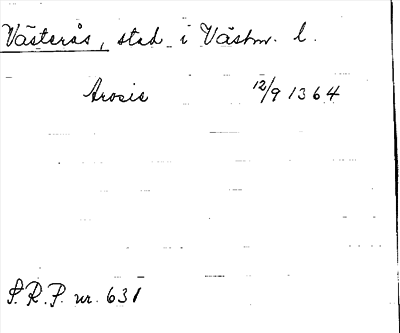 Västerås, stad i Västm. l.
Arosie 12/9 1364
S.R.P. nr. 631